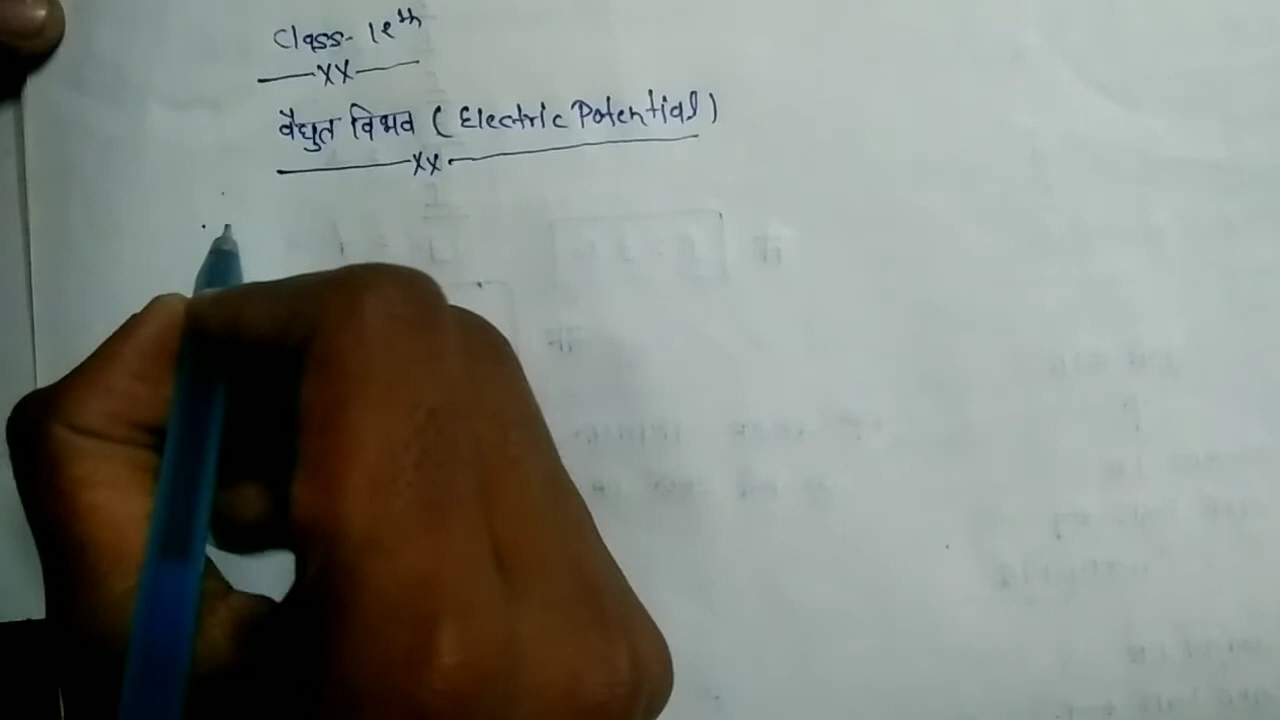 Class- 12th
xx
वैद्युत विभव ( Electric Potential )
xx